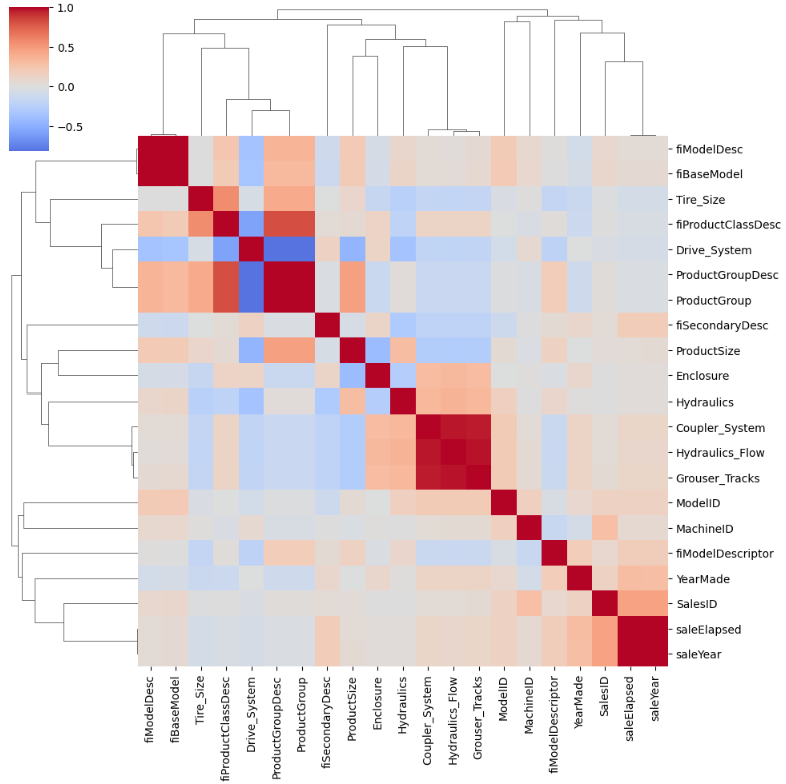 1.0
0.5
0.0
−0.5
fiModelDesc
fiBaseModel
Tire_Size
fiProductClassDesc
Drive_System
ProductGroupDesc
ProductGroup
fiSecondaryDesc
ProductSize
Enclosure
Hydraulics
Coupler_System
Hydraulics_Flow
Grouser_Tracks
ModelID
MachineID
fiModelDescriptor
YearMade
SalesID
saleElapsed
saleYear
fiModelDesc
fiBaseModel
Tire_Size
fiProductClassDesc
Drive_System
ProductGroupDesc
ProductGroup
fiSecondaryDesc
ProductSize
Enclosure
Hydraulics
Coupler_System
Hydraulics_Flow
Grouser_Tracks
ModelID
MachineID
fiModelDescriptor
YearMade
SalesID
saleElapsed
saleYear